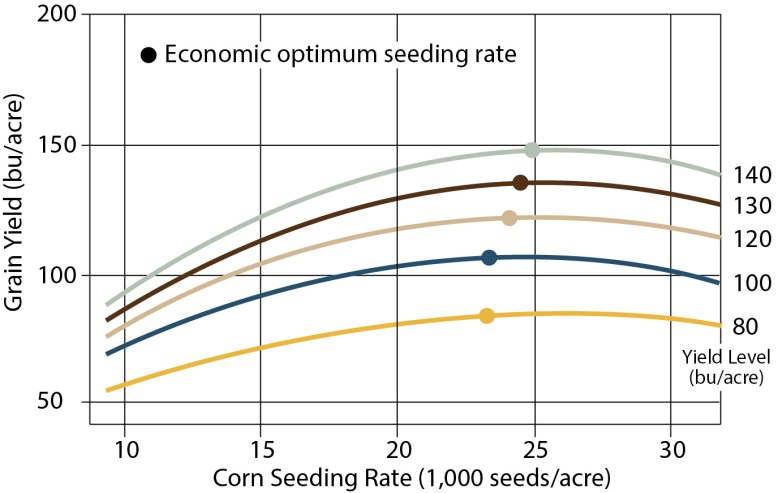 200
Economic optimum seeding rate
150
100
50
Grain Yield (bu/acre)
140
130
120
100
80
Yield Level
(bu/acre)
10 15 20 25 30
Corn Seeding Rate (1,000 seeds/acre)